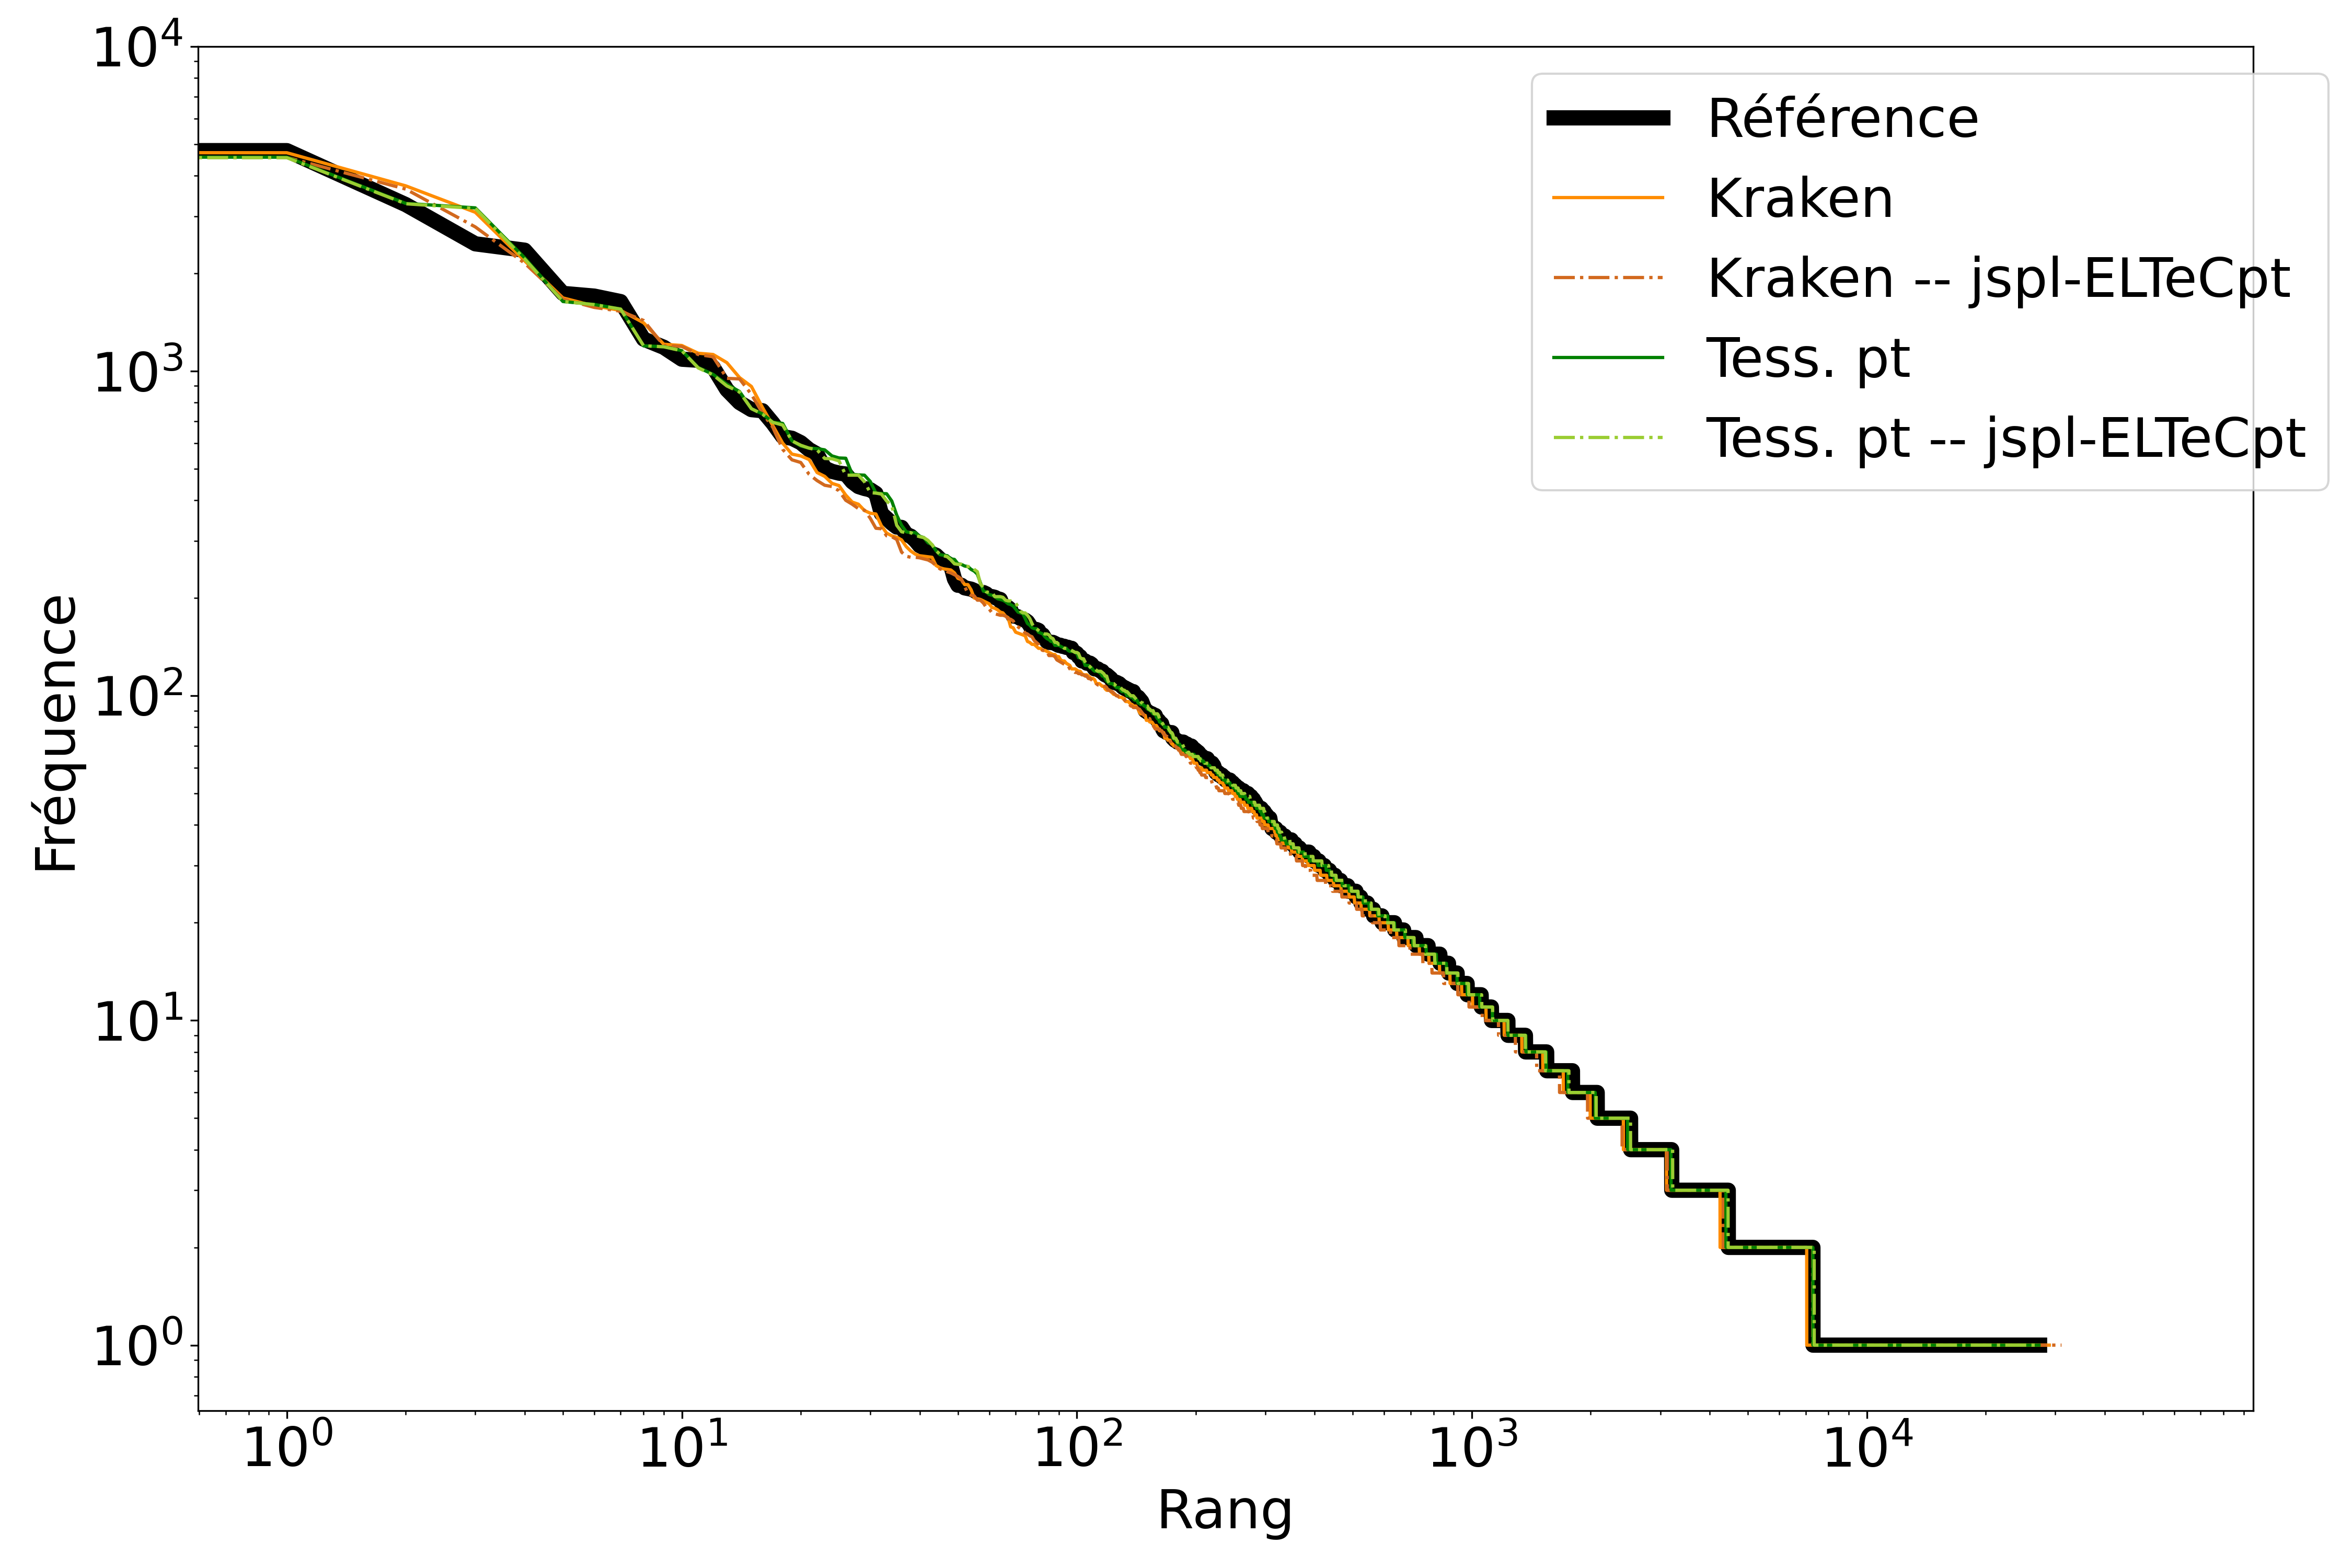 10⁴
10³
10²
10¹
10⁰
Fréquence
10⁰ 10¹ 10² 10³ 10⁴
Rang
Référence
Kraken
Kraken -- jspl-ELTeCpt
Tess. pt
Tess. pt -- jspl-ELTeCpt